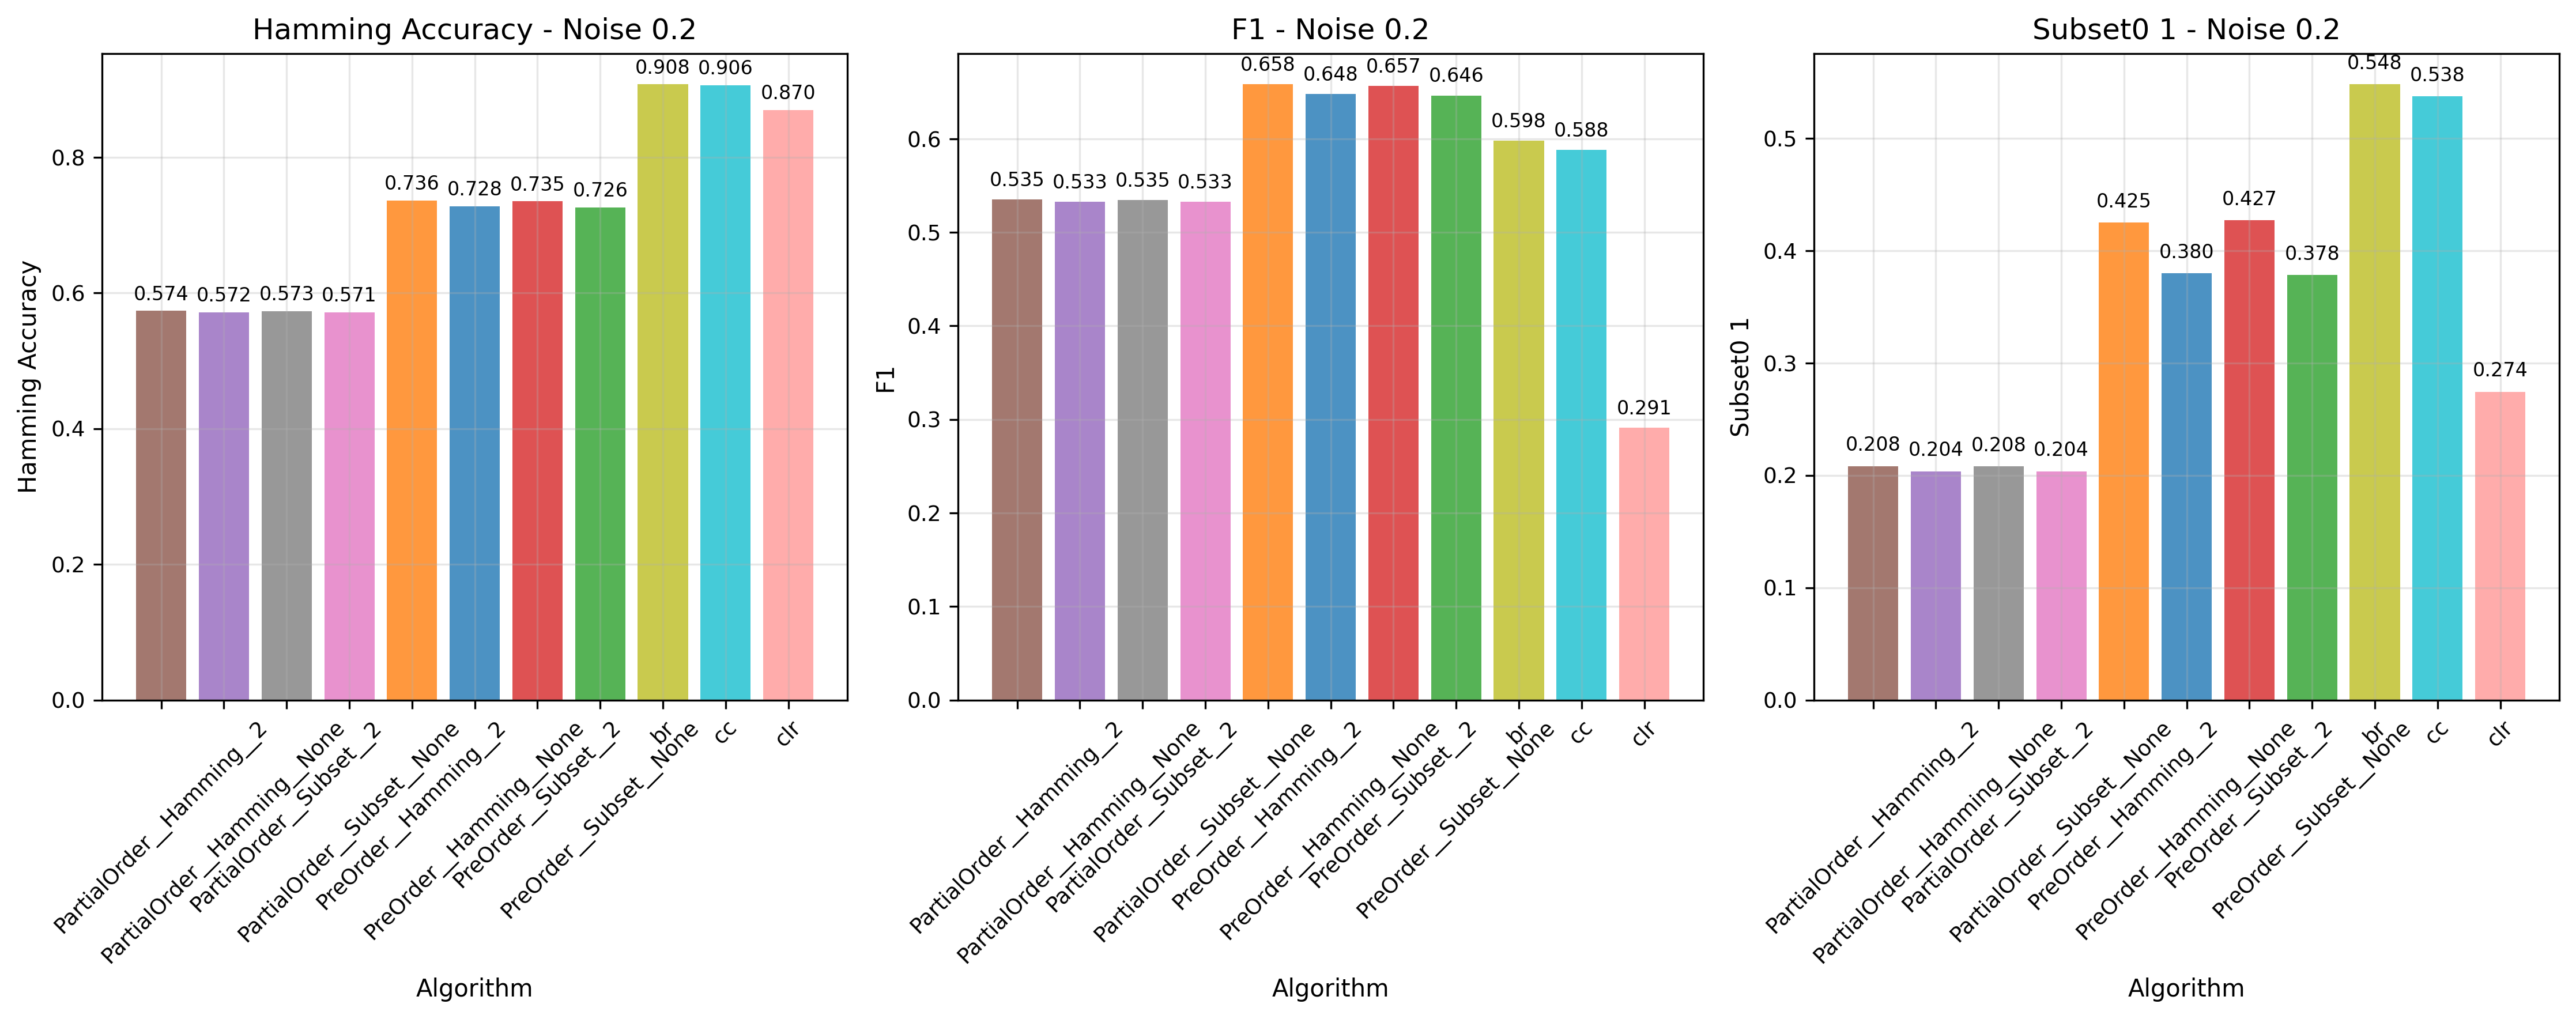 Hamming Accuracy - Noise 0.2
Hamming Accuracy
0.8
0.6
0.4
0.2
0.0
0.574
0.572
0.573
0.571
0.736
0.728
0.735
0.726
0.908
0.906
0.870
PartialOrder__Hamming__2
PartialOrder__Hamming__None
PartialOrder__Subset__2
PartialOrder__Subset__None
PreOrder__Hamming__2
PreOrder__Hamming__None
PreOrder__Subset__2
PreOrder__Subset__None
br
cc
clr
Algorithm
F1 - Noise 0.2
F1
0.6
0.5
0.4
0.3
0.2
0.1
0.0
0.535
0.533
0.535
0.533
0.658
0.648
0.657
0.646
0.598
0.588
0.291
PartialOrder__Hamming__2
PartialOrder__Hamming__None
PartialOrder__Subset__2
PartialOrder__Subset__None
PreOrder__Hamming__2
PreOrder__Hamming__None
PreOrder__Subset__2
PreOrder__Subset__None
br
cc
clr
Algorithm
Subset0 1 - Noise 0.2
Subset0 1
0.5
0.4
0.3
0.2
0.1
0.0
0.208
0.204
0.208
0.204
0.425
0.380
0.427
0.378
0.548
0.538
0.274
PartialOrder__Hamming__2
PartialOrder__Hamming__None
PartialOrder__Subset__2
PartialOrder__Subset__None
PreOrder__Hamming__2
PreOrder__Hamming__None
PreOrder__Subset__2
PreOrder__Subset__None
br
cc
clr
Algorithm